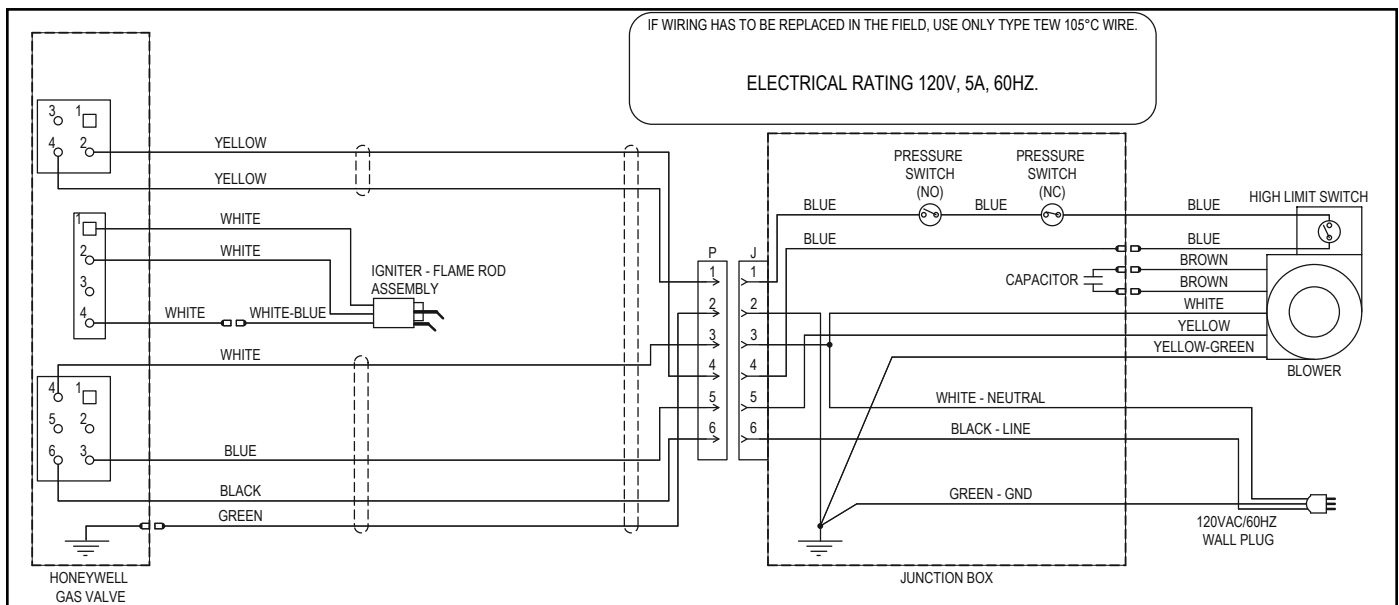 IF WIRING HAS TO BE REPLACED IN THE FIELD, USE ONLY TYPE TEW 105°C WIRE.
ELECTRICAL RATING 120V, 5A, 60HZ.
3 1
4 2
YELLOW
YELLOW
1
2
3
4
WHITE
WHITE
WHITE
WHITE-BLUE
IGNITER - FLAME ROD
ASSEMBLY
WHITE
4 1
5 2
6 3
BLUE
BLACK
GREEN
HONEYWELL
GAS VALVE
P
1
2
3
4
5
6
J
1
2
3
4
5
6
PRESSURE
SWITCH
(NO)
PRESSURE
SWITCH
(NC)
BLUE
BLUE
BLUE
BLUE
BLUE
HIGH LIMIT SWITCH
CAPACITOR
BROWN
BROWN
WHITE
YELLOW
YELLOW-GREEN
BLOWER
WHITE - NEUTRAL
BLACK - LINE
GREEN - GND
120VAC/60HZ
WALL PLUG
JUNCTION BOX